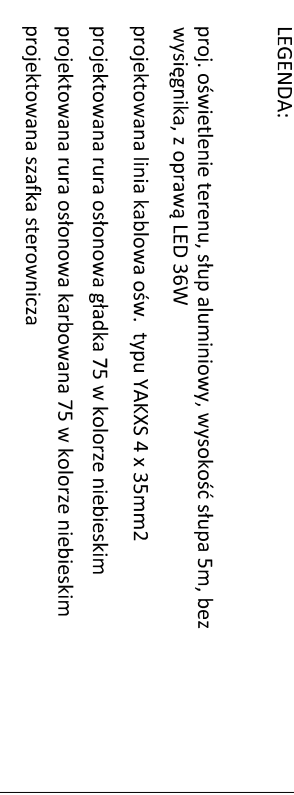 LEGENDA:
proj. oświetlenie terenu, słup aluminiowy, wysokość słupa 5m, bez
wysięgnika, z oprawą LED 36W
projektowana linia kablowa ośw. typu YAKXS 4 x 35mm2
projektowana rura osłonowa gładka 75 w kolorze niebieskim
projektowana rura osłonowa karbowana 75 w kolorze niebieskim
projektowana szafka sterownicza